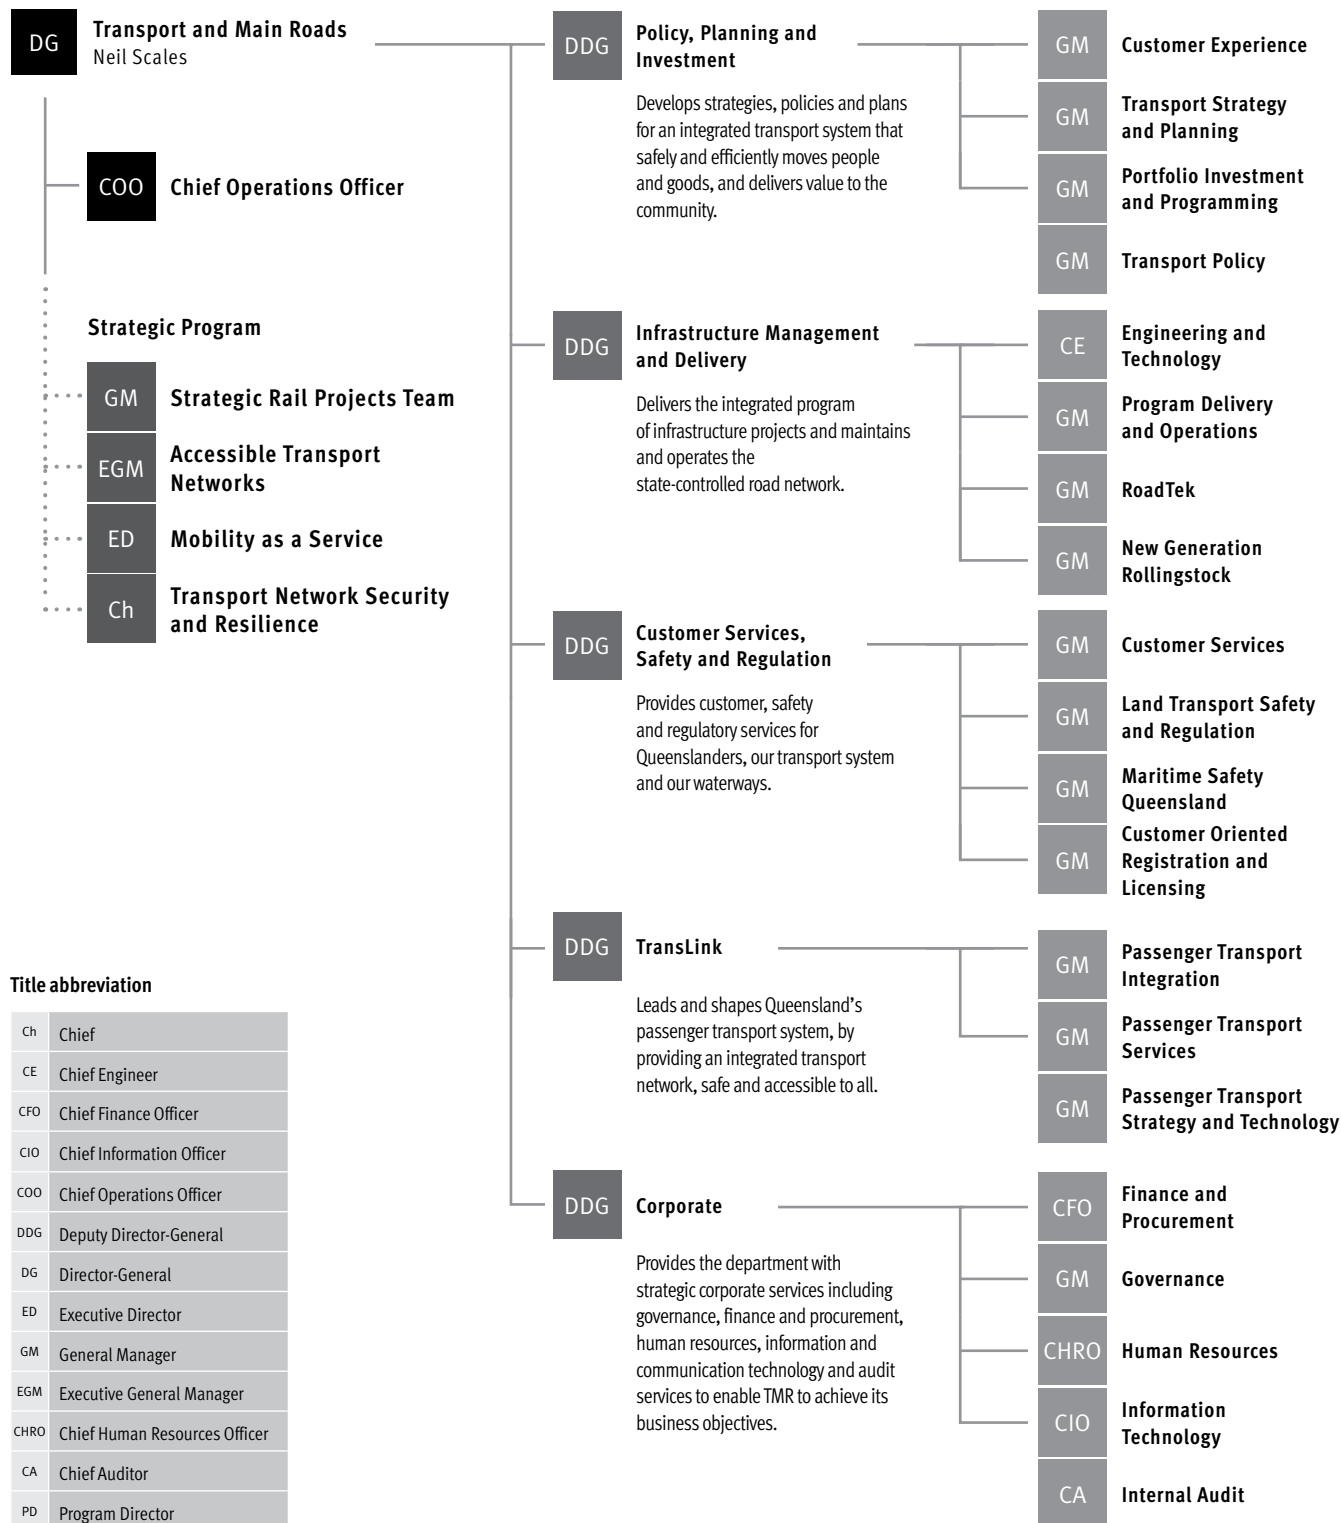 DG
Transport and Main Roads
Neil Scales
COO
Chief Operations Officer
Strategic Program
GM
Strategic Rail Projects Team
EGM
Accessible Transport
Networks
ED
Mobility as a Service
Ch
Transport Network Security
and Resilience
Title abbreviation
Ch Chief
CE Chief Engineer
CFO Chief Finance Officer
CIO Chief Information Officer
COO Chief Operations Officer
DDG Deputy Director-General
DG Director-General
ED Executive Director
GM General Manager
EGM Executive General Manager
CHRO Chief Human Resources Officer
CA Chief Auditor
PD Program Director
DDG
Policy, Planning and
Investment
Develops strategies, policies and plans
for an integrated transport system that
safely and efficiently moves people
and goods, and delivers value to the
community.
GM
Customer Experience
GM
Transport Strategy
and Planning
GM
Portfolio Investment
and Programming
GM
Transport Policy
DDG
Infrastructure Management
and Delivery
Delivers the integrated program
of infrastructure projects and maintains
and operates the
state-controlled road network.
CE
Engineering and
Technology
GM
Program Delivery
and Operations
GM
RoadTek
GM
New Generation
Rollingstock
DDG
Customer Services,
Safety and Regulation
Provides customer, safety
and regulatory services for
Queenslanders, our transport system
and our waterways.
GM
Customer Services
GM
Land Transport Safety
and Regulation
GM
Maritime Safety
Queensland
GM
Customer Oriented
Registration and
Licensing
DDG
TransLink
Leads and shapes Queensland's
passenger transport system, by
providing an integrated transport
network, safe and accessible to all.
GM
Passenger Transport
Integration
GM
Passenger Transport
Services
GM
Passenger Transport
Strategy and Technology
DDG
Corporate
Provides the department with
strategic corporate services including
governance, finance and procurement,
human resources, information and
communication technology and audit
services to enable TMR to achieve its
business objectives.
CFO
Finance and
Procurement
GM
Governance
CHRO
Human Resources
CIO
Information
Technology
CA
Internal Audit